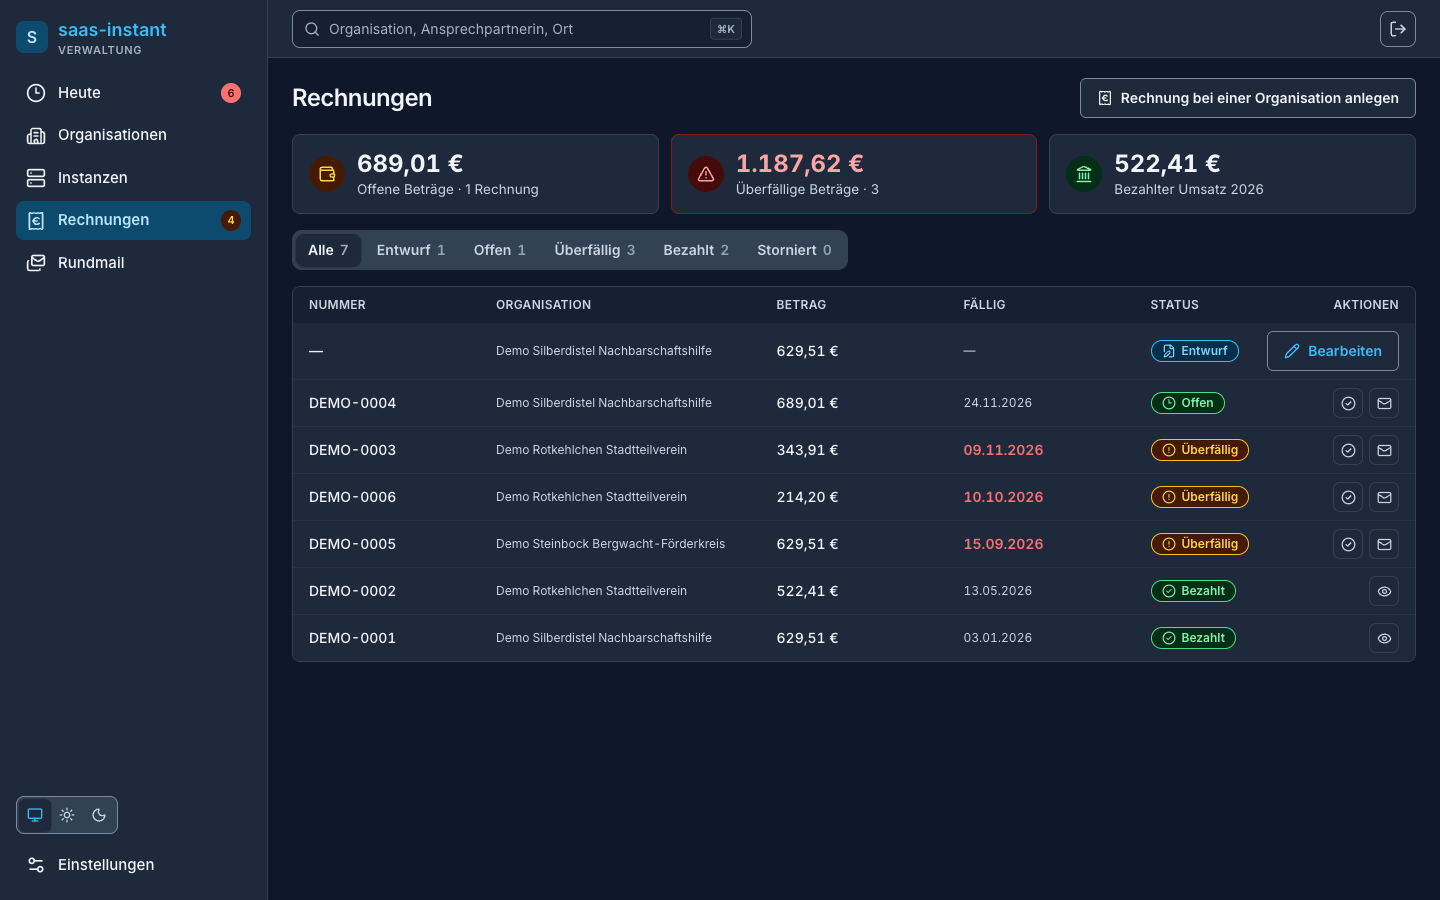 S
saas-instant
VERWALTUNG
Heute 6
Organisationen
Instanzen
Rechnungen 4
Rundmail
Einstellungen
Organisation, Ansprechpartnerin, Ort ⌘K
Rechnungen
Rechnung bei einer Organisation anlegen
689,01 €
Offene Beträge · 1 Rechnung
1.187,62 €
Überfällige Beträge · 3
522,41 €
Bezahlter Umsatz 2026
Alle 7 Entwurf 1 Offen 1 Überfällig 3 Bezahlt 2 Storniert 0
NUMMER ORGANISATION BETRAG FÄLLIG STATUS AKTIONEN
— Demo Silberdistel Nachbarschaftshilfe 629,51 € — Entwurf Bearbeiten
DEMO-0004 Demo Silberdistel Nachbarschaftshilfe 689,01 € 24.11.2026 Offen
DEMO-0003 Demo Rotkehlchen Stadtteilverein 343,91 € 09.11.2026 Überfällig
DEMO-0006 Demo Rotkehlchen Stadtteilverein 214,20 € 10.10.2026 Überfällig
DEMO-0005 Demo Steinbock Bergwacht-Förderkreis 629,51 € 15.09.2026 Überfällig
DEMO-0002 Demo Rotkehlchen Stadtteilverein 522,41 € 13.05.2026 Bezahlt
DEMO-0001 Demo Silberdistel Nachbarschaftshilfe 629,51 € 03.01.2026 Bezahlt